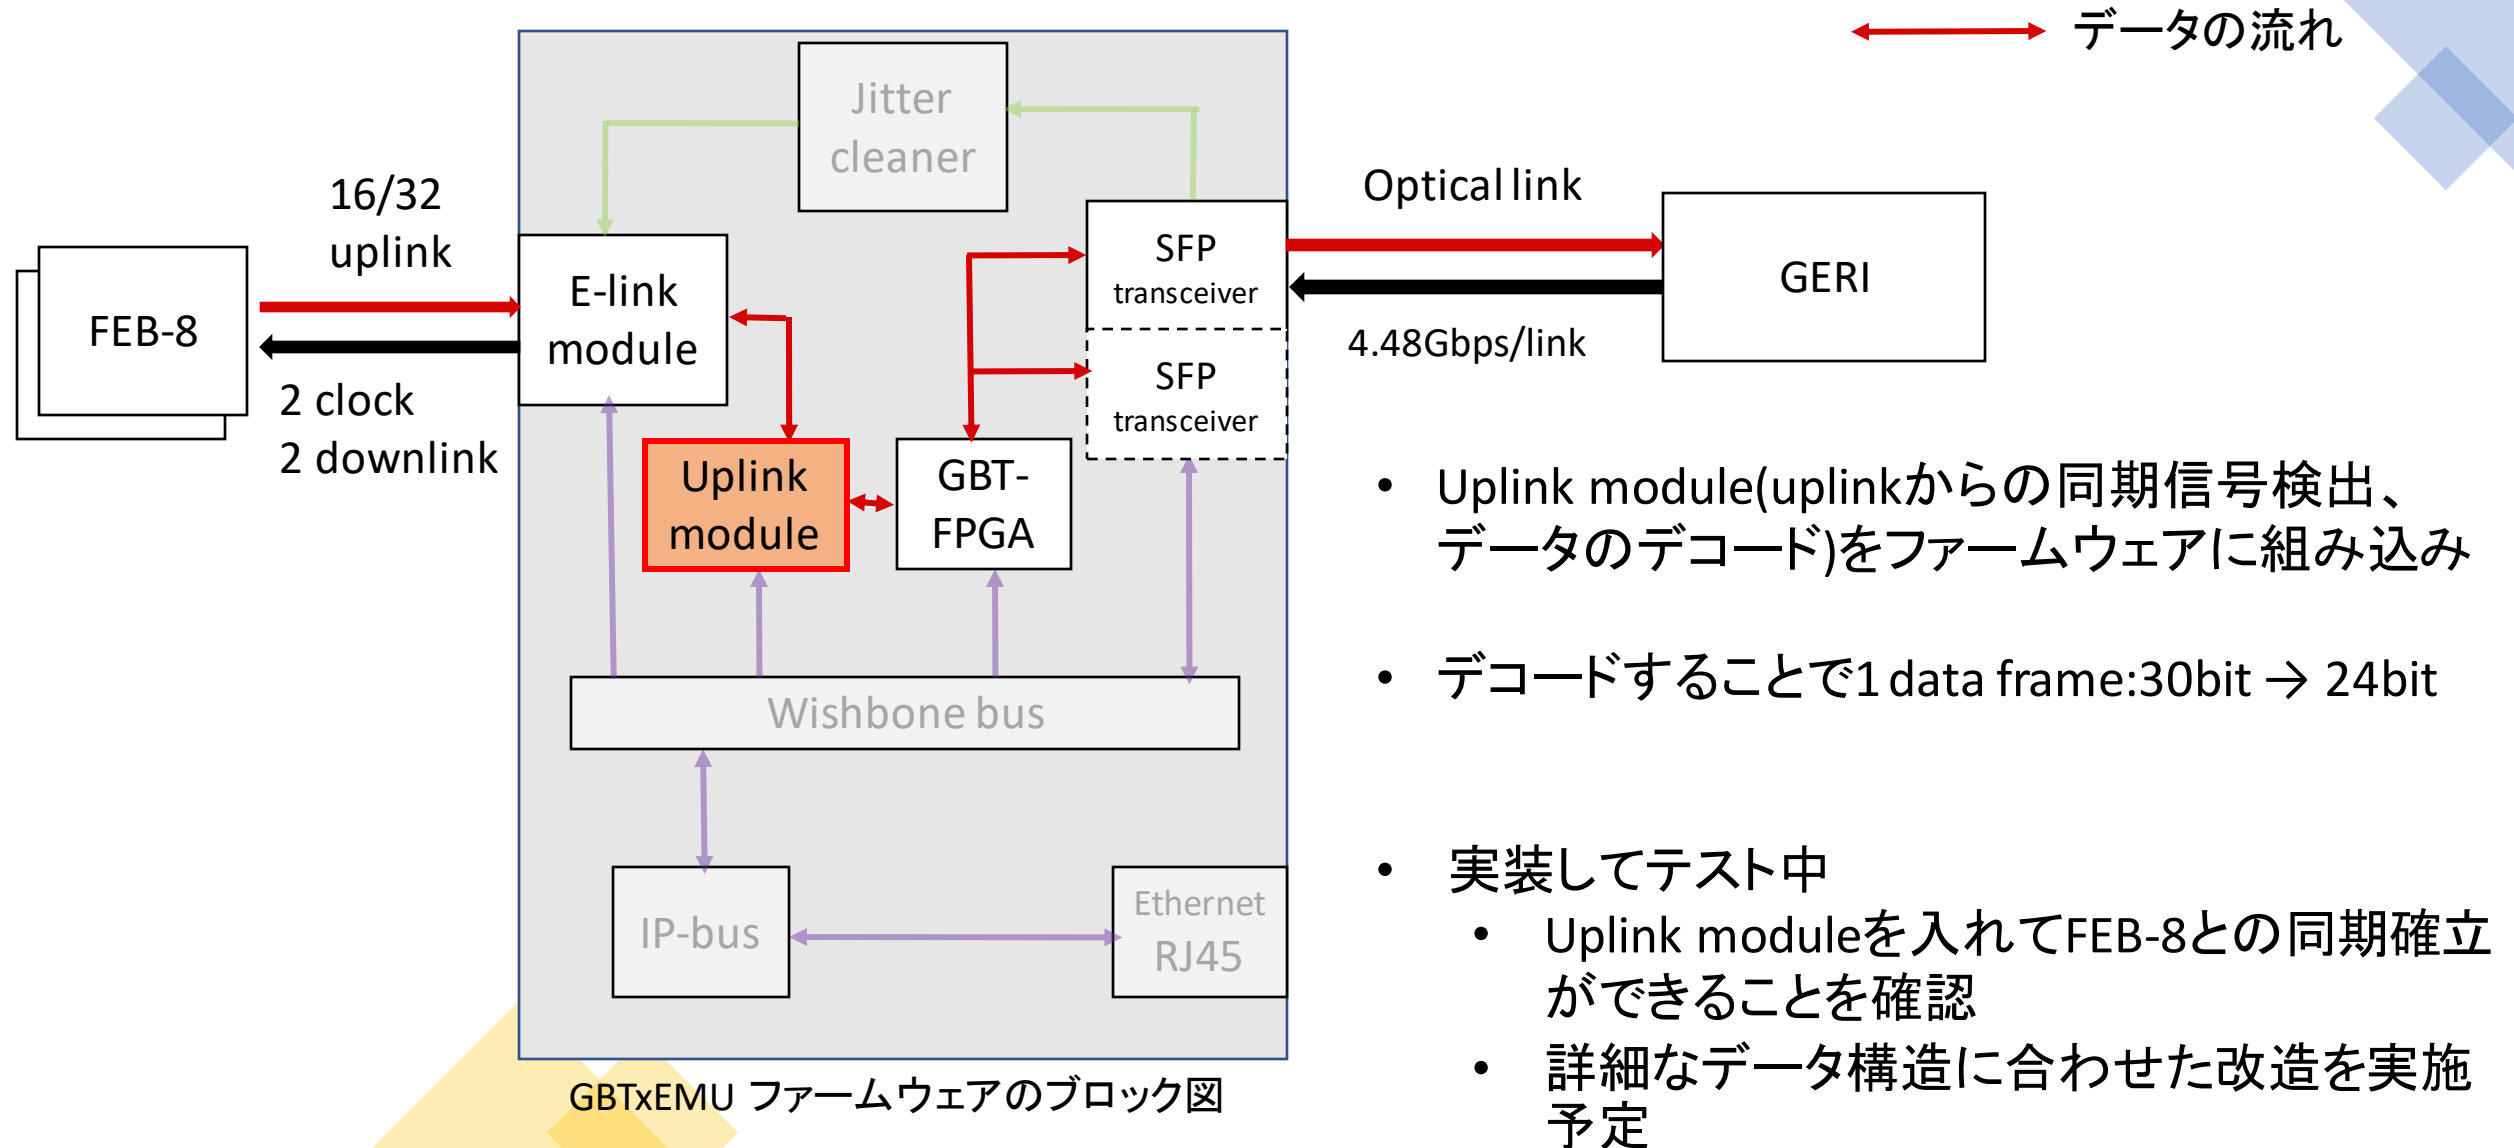 データの流れ
Jitter
cleaner
16/32
uplink
Optical link
SFP
transceiver
GERI
E-link
module
FEB-8
4.48Gbps/link
SFP
transceiver
2 clock
2 downlink
Uplink
module
GBT-
FPGA
Wishbone bus
IP-bus
Ethernet
RJ45
GBTxEMU ファームウェアのブロック図
• Uplink module(uplinkからの同期信号検出、
データのデコード)をファームウェアに組み込み
• デコードすることで1 data frame:30bit → 24bit
• 実装してテスト中
• Uplink moduleを入れてFEB-8との同期確立
ができることを確認
• 詳細なデータ構造に合わせた改造を実施
予定